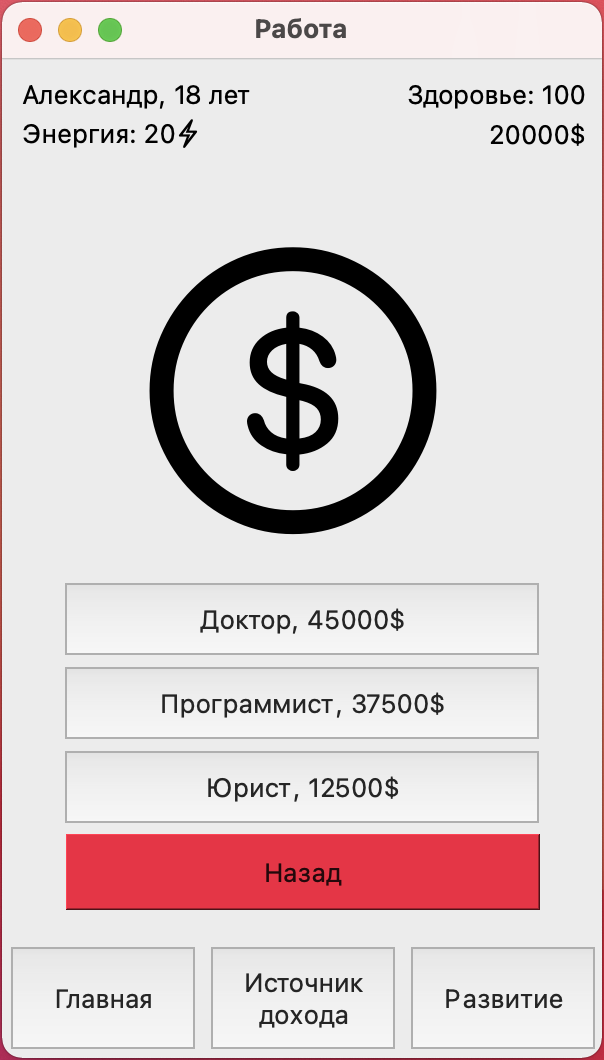 Работа
Александр, 18 лет
Здоровье: 100
Энергия: 20⚡
20000$
$
Доктор, 45000$
Программист, 37500$
Юрист, 12500$
Назад
Главная
Источник
дохода
Развитие